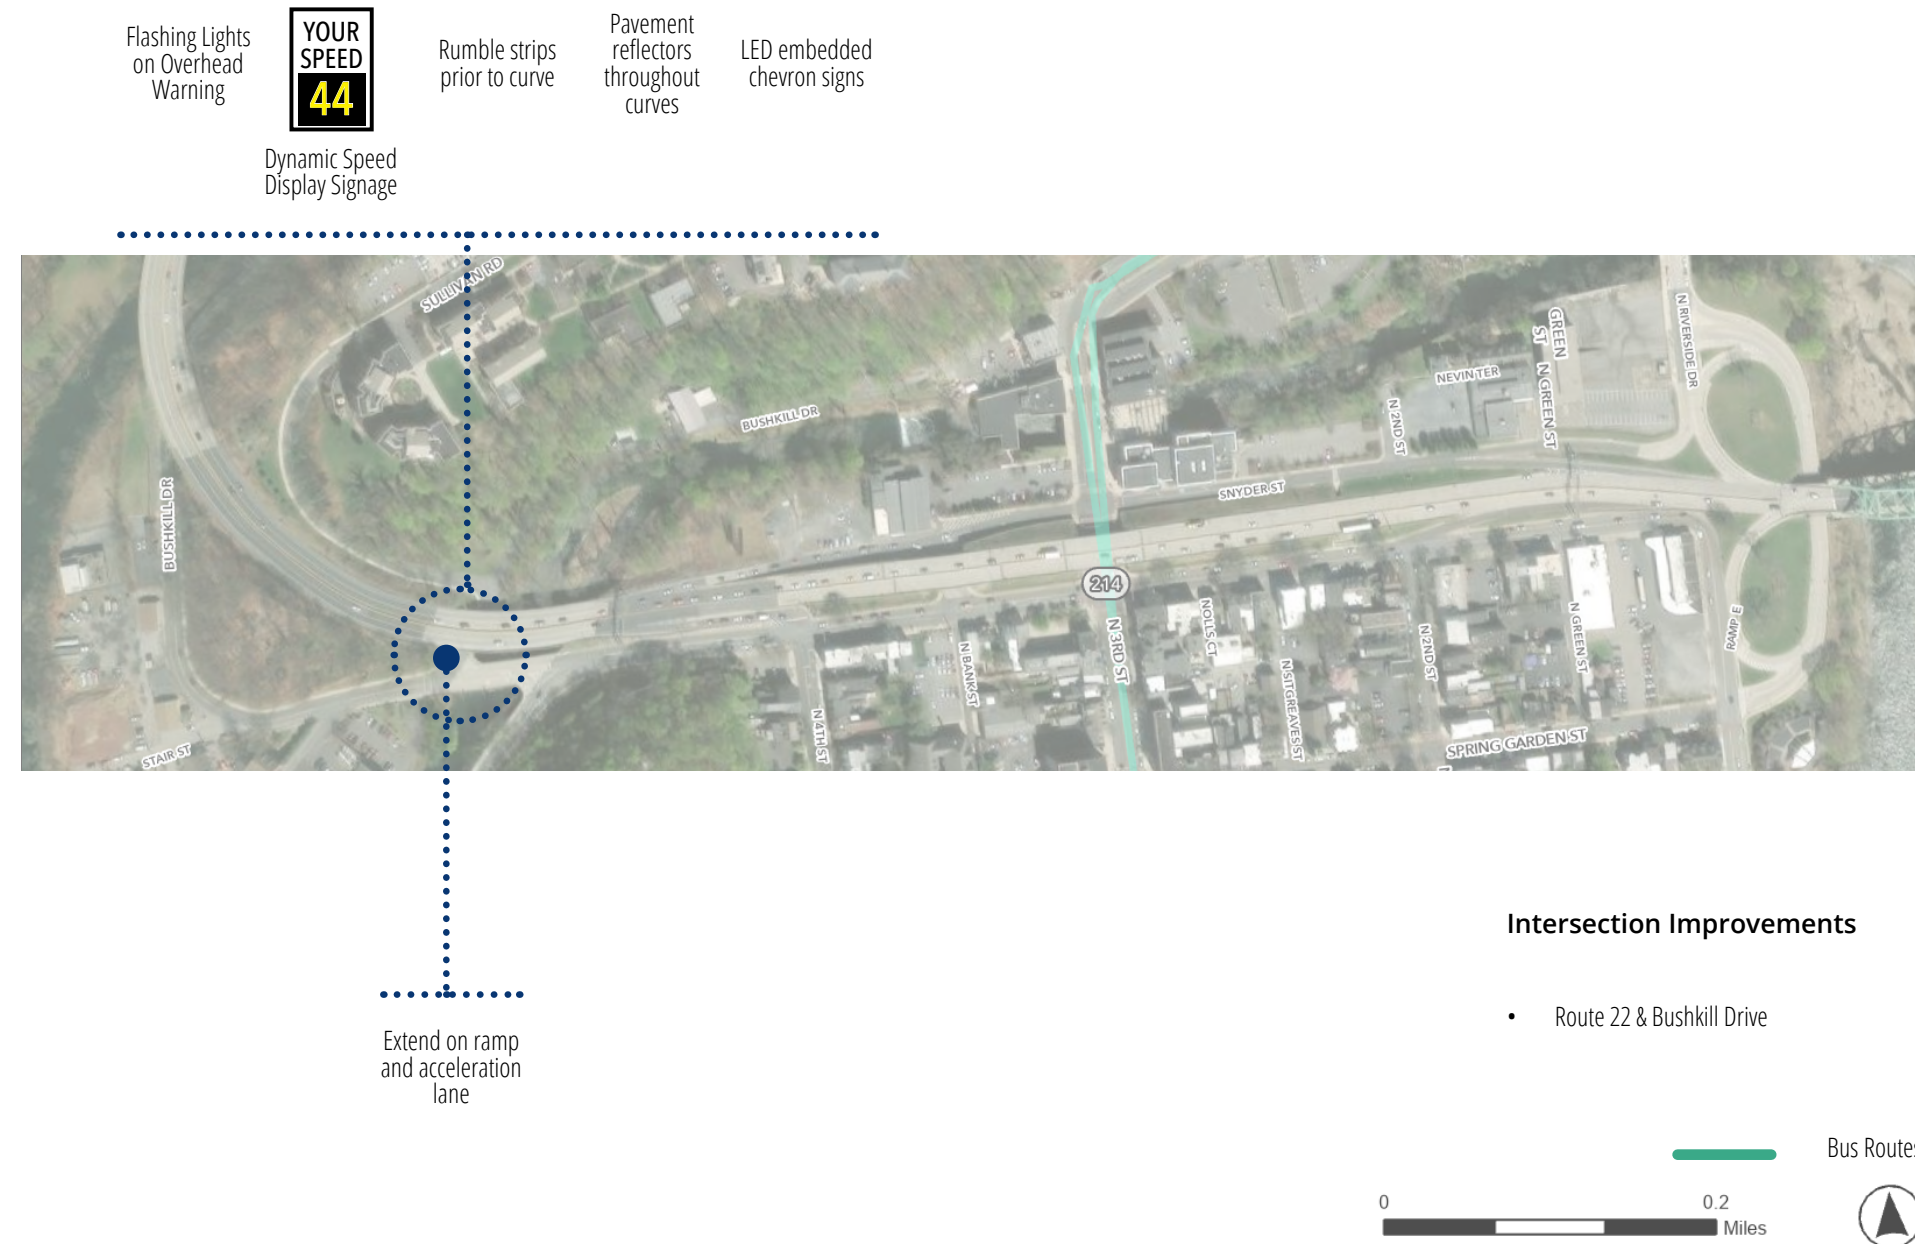 Flashing Lights
on Overhead
Warning
YOUR
SPEED
44
Dynamic Speed
Display Signage
Rumble strips
prior to curve
Pavement
reflectors
throughout
curves
LED embedded
chevron signs
SULLIVAN RD
BUSHKILL DR
BUSHKILL DR
STAIR ST
N 4TH ST
N BANK ST
214
N 3RD ST
NOLLS CT
N SITGREAVES ST
N 2ND ST
SNYDER ST
N 2ND ST
NEVIN TER
GREEN
ST
N GREEN ST
N RIVERSIDE DR
N GREEN ST
RAMP E
SPRING GARDEN ST
Extend on ramp
and acceleration
lane
Intersection Improvements
• Route 22 & Bushkill Drive
Bus Routes
0 0.2
Miles